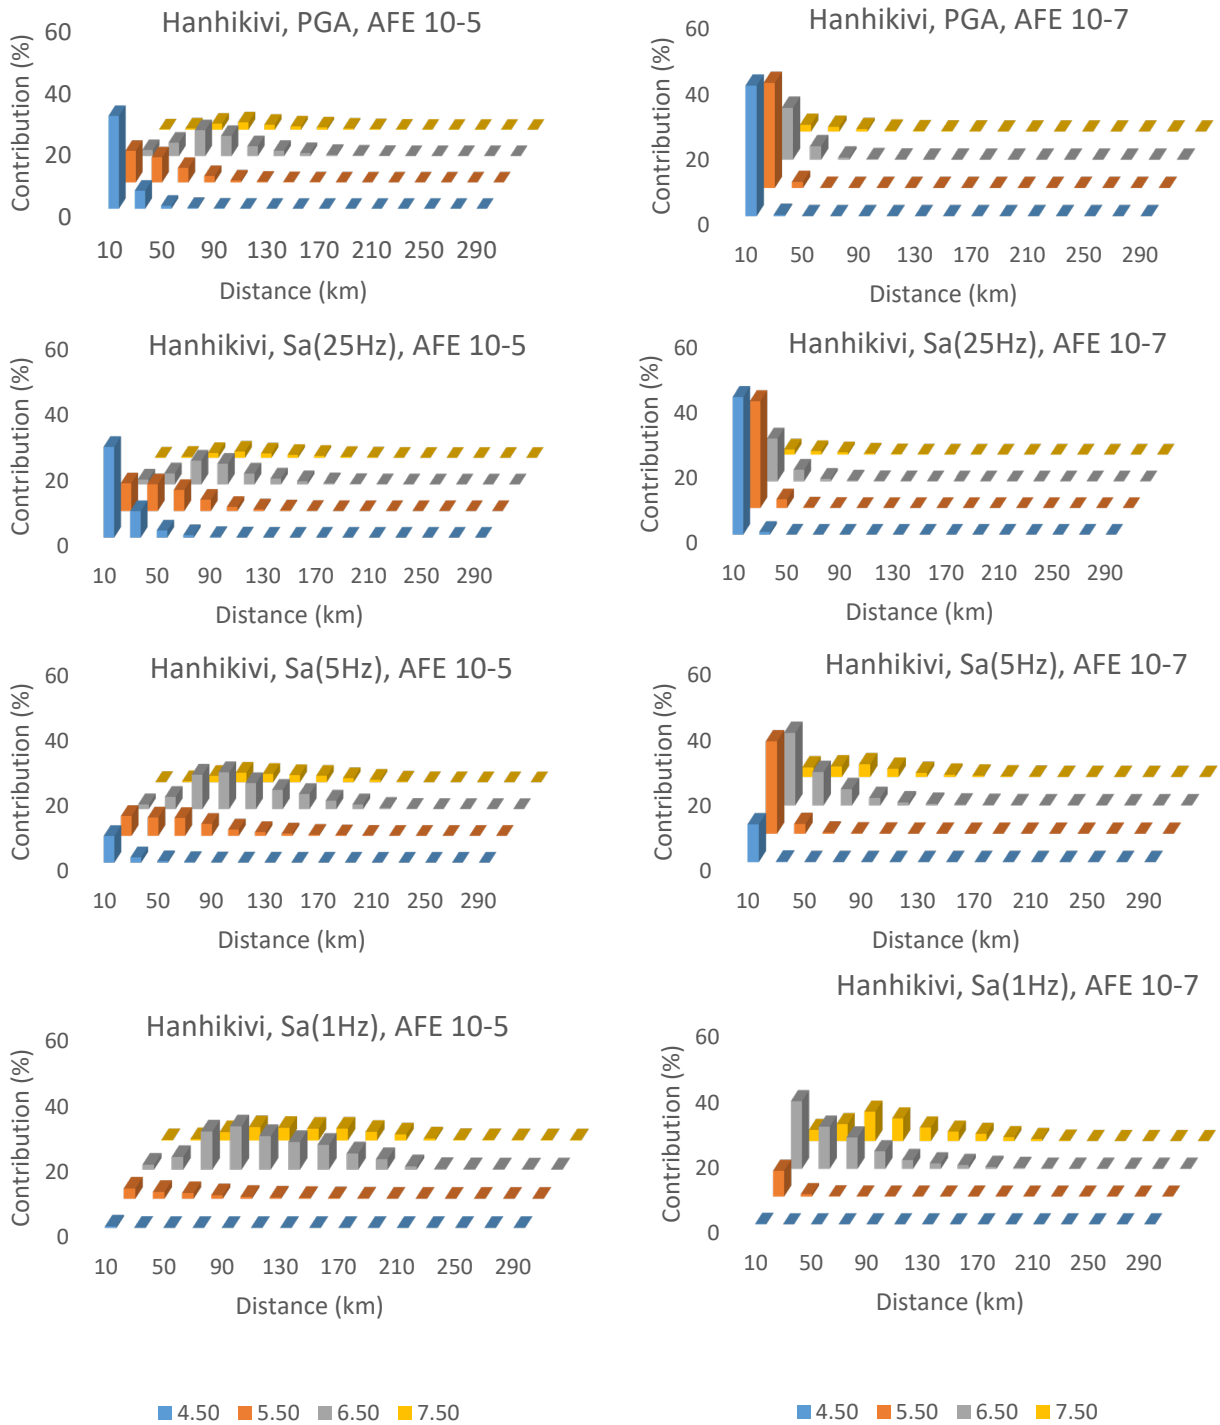 Hanhikivi, PGA, AFE 10-5
Contribution (%)
60
40
20
0
10 50 90 130 170 210 250 290
Distance (km)
Hanhikivi, PGA, AFE 10-7
Contribution (%)
60
40
20
0
10 50 90 130 170 210 250 290
Distance (km)
Hanhikivi, Sa(25Hz), AFE 10-5
Contribution (%)
60
40
20
0
10 50 90 130 170 210 250 290
Distance (km)
Hanhikivi, Sa(25Hz), AFE 10-7
Contribution (%)
60
40
20
0
10 50 90 130 170 210 250 290
Distance (km)
Hanhikivi, Sa(5Hz), AFE 10-5
Contribution (%)
60
40
20
0
10 50 90 130 170 210 250 290
Distance (km)
Hanhikivi, Sa(5Hz), AFE 10-7
Contribution (%)
60
40
20
0
10 50 90 130 170 210 250 290
Distance (km)
Hanhikivi, Sa(1Hz), AFE 10-5
Contribution (%)
60
40
20
0
10 50 90 130 170 210 250 290
Distance (km)
Hanhikivi, Sa(1Hz), AFE 10-7
Contribution (%)
60
40
20
0
10 50 90 130 170 210 250 290
Distance (km)
4.50 5.50 6.50 7.50
4.50 5.50 6.50 7.50